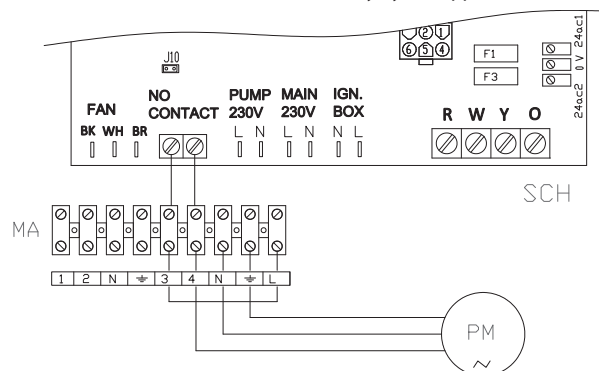 J10
② ①
⑥ ⑤ ④
F1
F3
24ac1
0 V
24ac2
FAN
BK WH BR
NO
CONTACT
PUMP
230V
L N
MAIN
230V
L N
IGN.
BOX
N L
R W Y O
SCH
MA
1 2 N ⏚ 3 4 N ⏚ L
PM
~